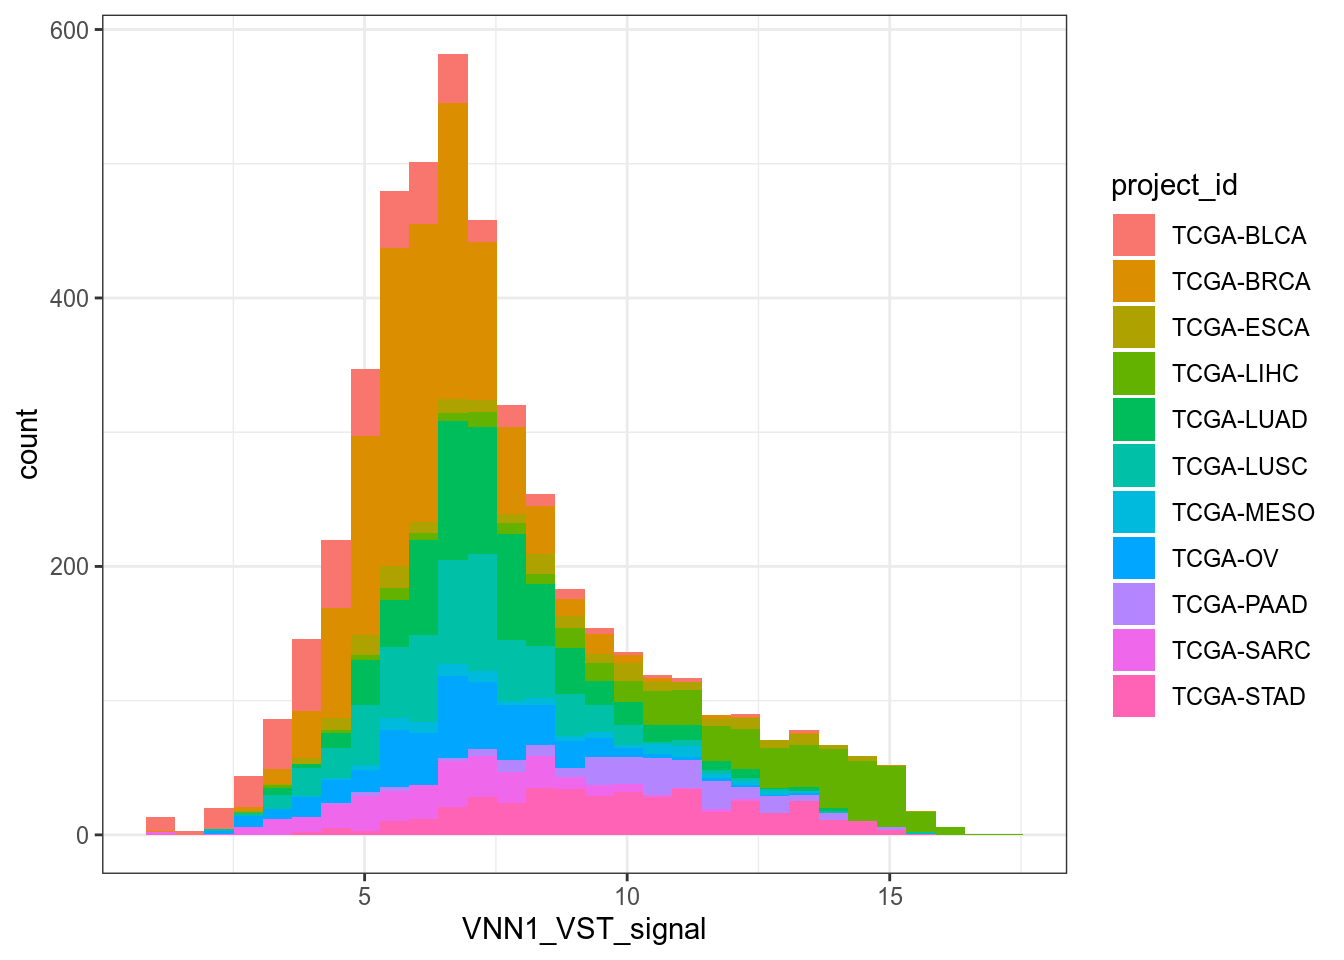 600
400
200
0
count
5
10
15
VNN1_VST_signal
project_id
TCGA-BLCA
TCGA-BRCA
TCGA-ESCA
TCGA-LIHC
TCGA-LUAD
TCGA-LUSC
TCGA-MESO
TCGA-OV
TCGA-PAAD
TCGA-SARC
TCGA-STAD